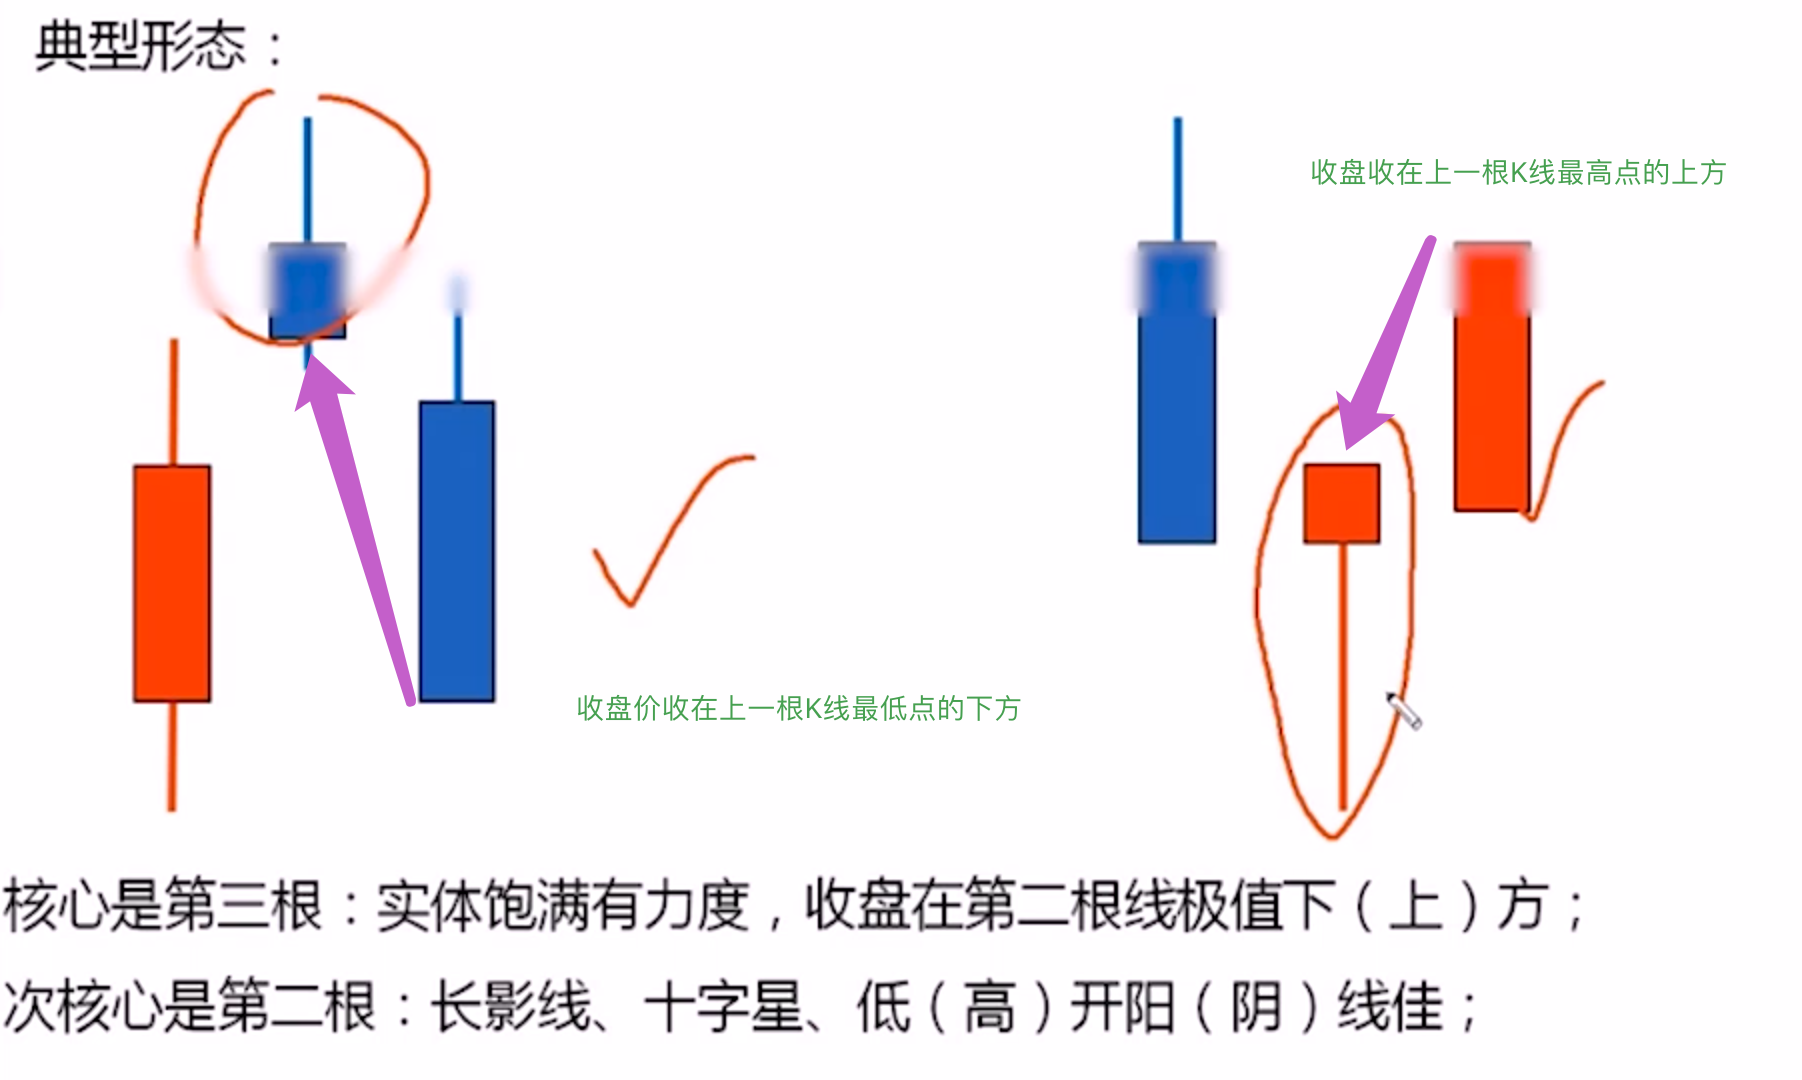 典型形态：
收盘收在上一根K线最高点的上方
收盘价收在上一根K线最低点的下方
核心是第三根：实体饱满有力度，收盘在第二根线极值下（上）方；
次核心是第二根：长影线、十字星、低（高）开阳（阴）线佳；